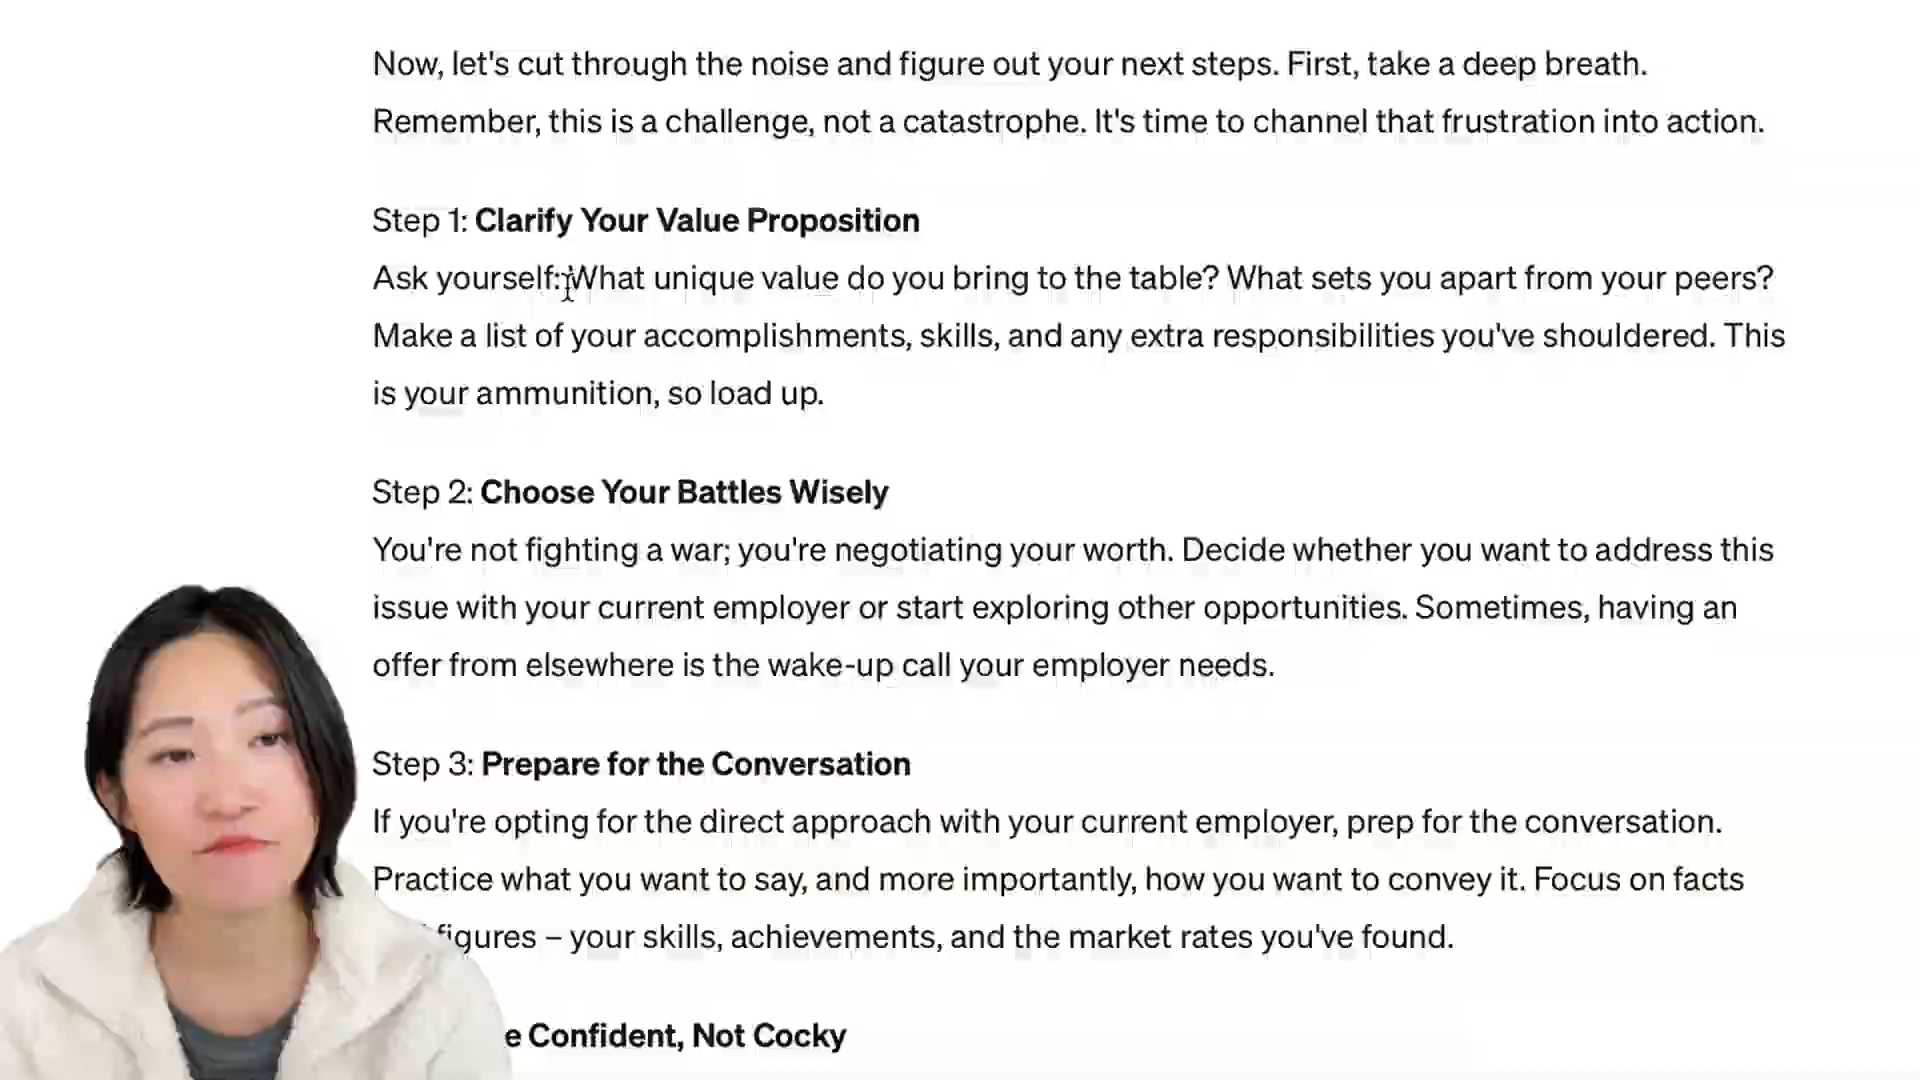 Now, let's cut through the noise and figure out your next steps. First, take a deep breath.
Remember, this is a challenge, not a catastrophe. It's time to channel that frustration into action.
Step 1: Clarify Your Value Proposition
Ask yourself: What unique value do you bring to the table? What sets you apart from your peers?
Make a list of your accomplishments, skills, and any extra responsibilities you've shouldered. This
is your ammunition, so load up.
Step 2: Choose Your Battles Wisely
You're not fighting a war; you're negotiating your worth. Decide whether you want to address this
issue with your current employer or start exploring other opportunities. Sometimes, having an
offer from elsewhere is the wake-up call your employer needs.
Step 3: Prepare for the Conversation
If you're opting for the direct approach with your current employer, prep for the conversation.
Practice what you want to say, and more importantly, how you want to convey it. Focus on facts
figures – your skills, achievements, and the market rates you've found.
Confident, Not Cocky